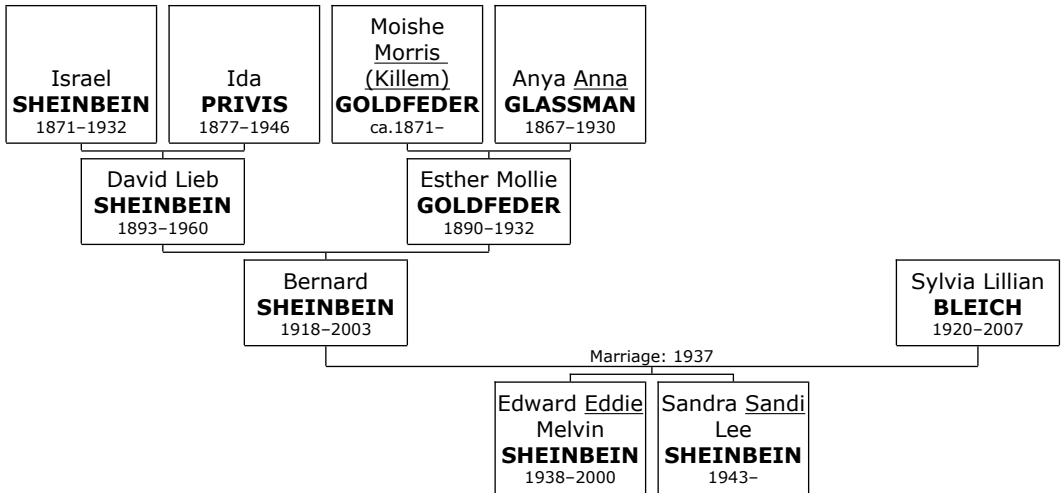 Israel
SHEINBEIN
1871–1932
Ida
PRIVIS
1877–1946
Moishe
Morris
(Killem)
GOLDFEDER
ca.1871–
Anya Anna
GLASSMAN
1867–1930
David Lieb
SHEINBEIN
1893–1960
Esther Mollie
GOLDFEDER
1890–1932
Bernard
SHEINBEIN
1918–2003
Sylvia Lillian
BLEICH
1920–2007
Marriage: 1937
Edward Eddie
Melvin
SHEINBEIN
1938–2000
Sandra Sandi
Lee
SHEINBEIN
1943–